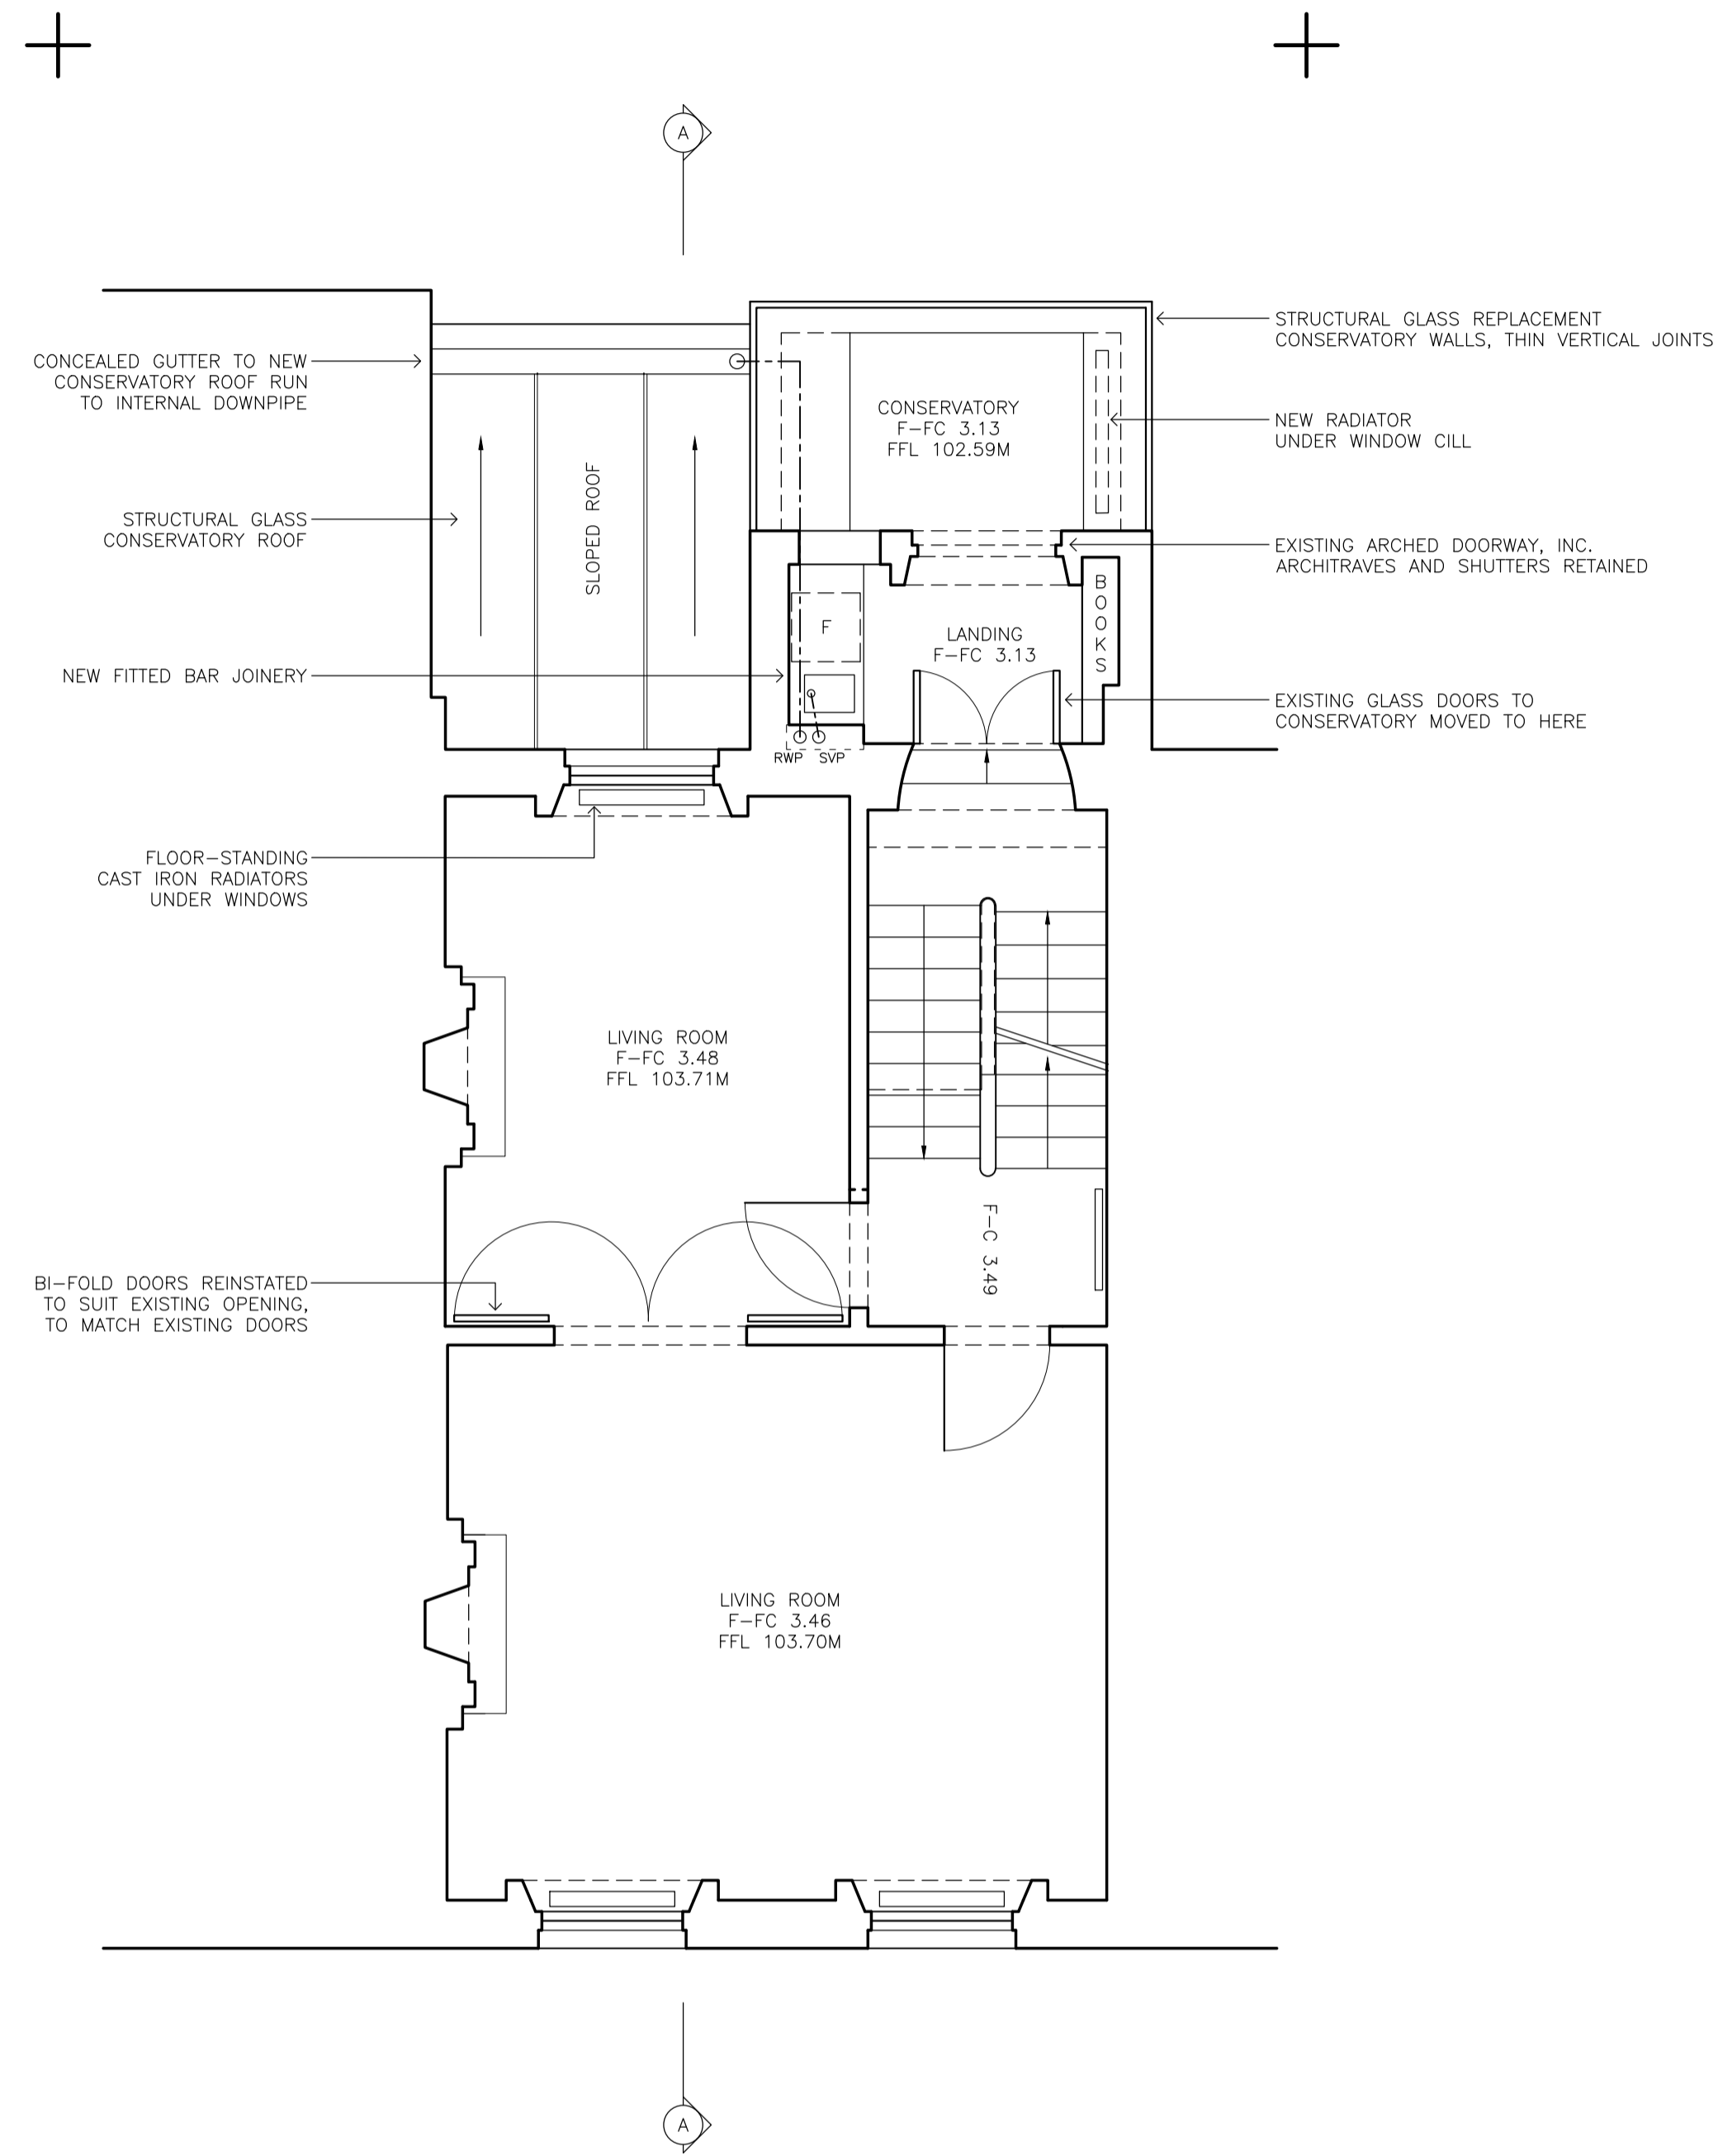 A
CONCEALED GUTTER TO NEW
CONSERVATORY ROOF RUN
TO INTERNAL DOWNPIPE
STRUCTURAL GLASS
CONSERVATORY ROOF
SLOPED ROOF
NEW FITTED BAR JOINERY
CONSERVATORY
F-FC 3.13
FFL 102.59M
STRUCTURAL GLASS REPLACEMENT
CONSERVATORY WALLS, THIN VERTICAL JOINTS
NEW RADIATOR
UNDER WINDOW CILL
EXISTING ARCHED DOORWAY, INC.
ARCHITRAVES AND SHUTTERS RETAINED
BOOKS
F
LANDING
F-FC 3.13
EXISTING GLASS DOORS TO
CONSERVATORY MOVED TO HERE
RWP SVP
FLOOR-STANDING
CAST IRON RADIATORS
UNDER WINDOWS
LIVING ROOM
F-FC 3.48
FFL 103.71M
F-C 3.49
BI-FOLD DOORS REINSTATED
TO SUIT EXISTING OPENING,
TO MATCH EXISTING DOORS
LIVING ROOM
F-FC 3.46
FFL 103.70M
A